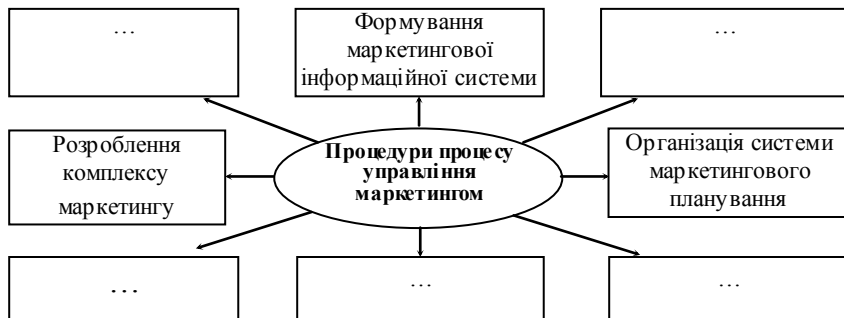 …
Формування
маркетингової
інформаційної системи
…
Розроблення
комплексу
маркетингу
Процедури процесу
управління
маркетингом
Організація системи
маркетингового
планування
…
…
…